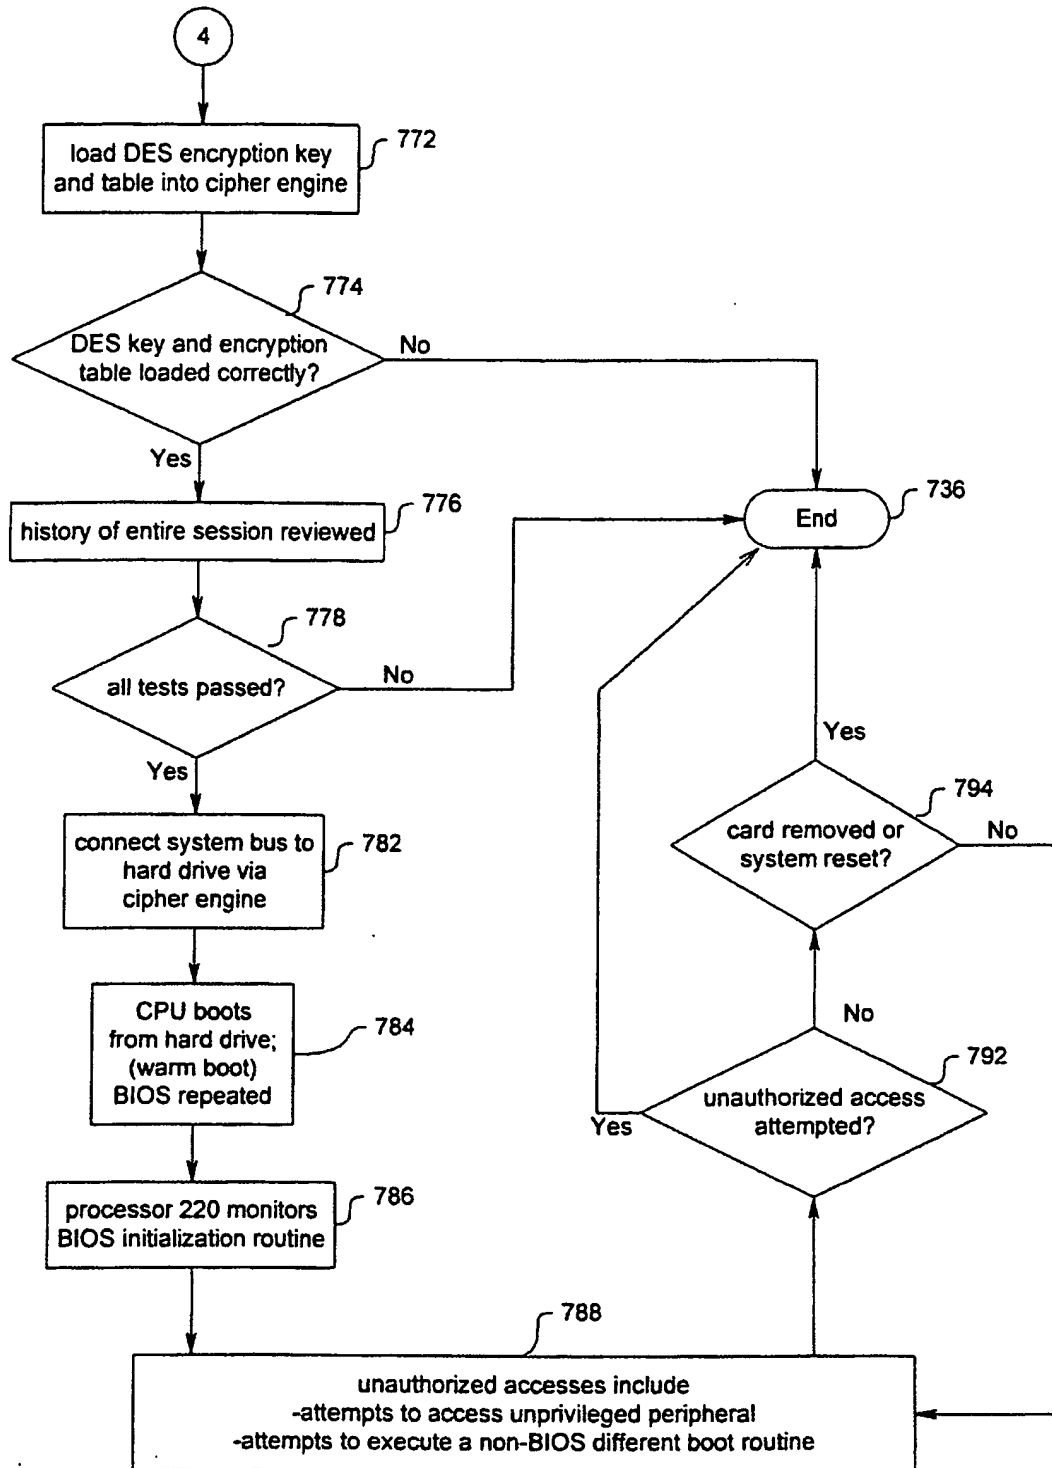 4
load DES encryption key
and table into cipher engine
772
774
DES key and encryption
table loaded correctly?
No
Yes
history of entire session reviewed
776
736
End
778
all tests passed?
No
Yes
connect system bus to
hard drive via
cipher engine
782
Yes
794
card removed or
system reset?
No
CPU boots
from hard drive;
(warm boot)
BIOS repeated
784
No
792
unauthorized access
attempted?
Yes
processor 220 monitors
BIOS initialization routine
786
788
unauthorized accesses include
-attempts to access unprivileged peripheral
-attempts to execute a non-BIOS different boot routine